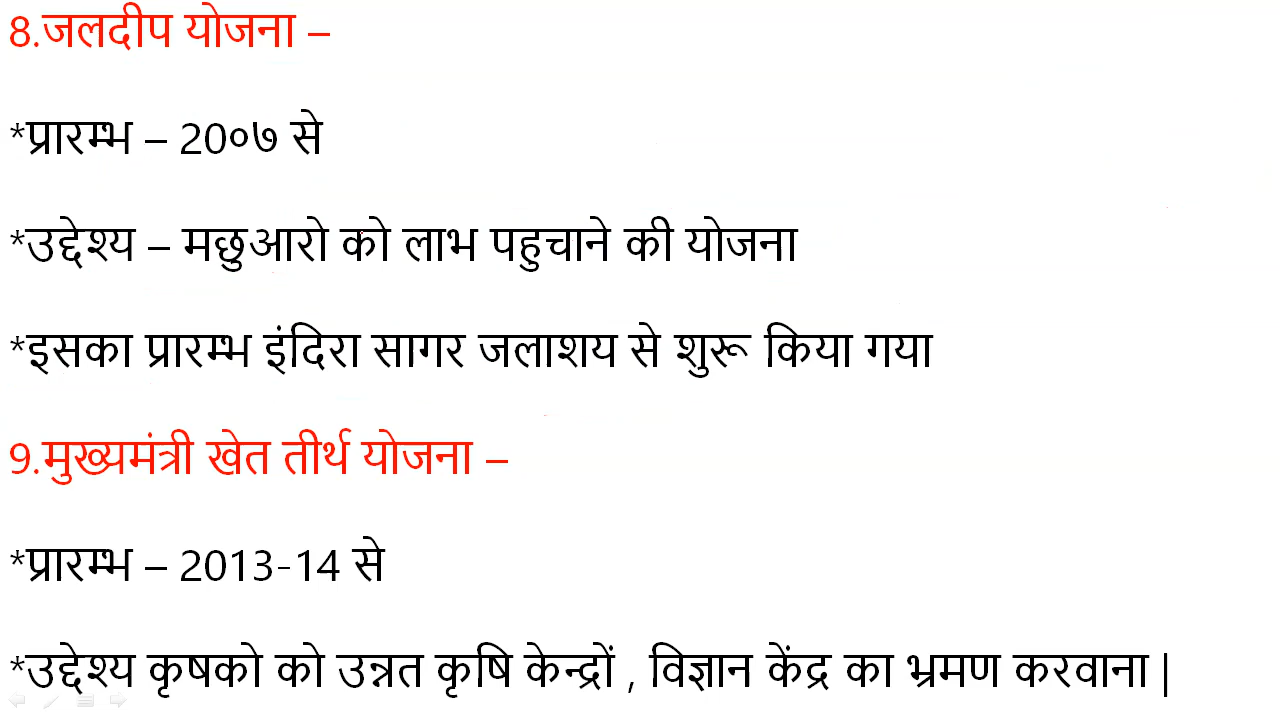 8.जलदीप योजना –
*प्रारम्भ – 20०७ से
*उद्देश्य – मछुआरो को लाभ पहुचाने की योजना
*इसका प्रारम्भ इंदिरा सागर जलाशय से शुरू किया गया
9.मुख्यमंत्री खेत तीर्थ योजना –
*प्रारम्भ – 2013-14 से
*उद्देश्य कृषको को उन्नत कृषि केन्द्रों , विज्ञान केंद्र का भ्रमण करवाना |